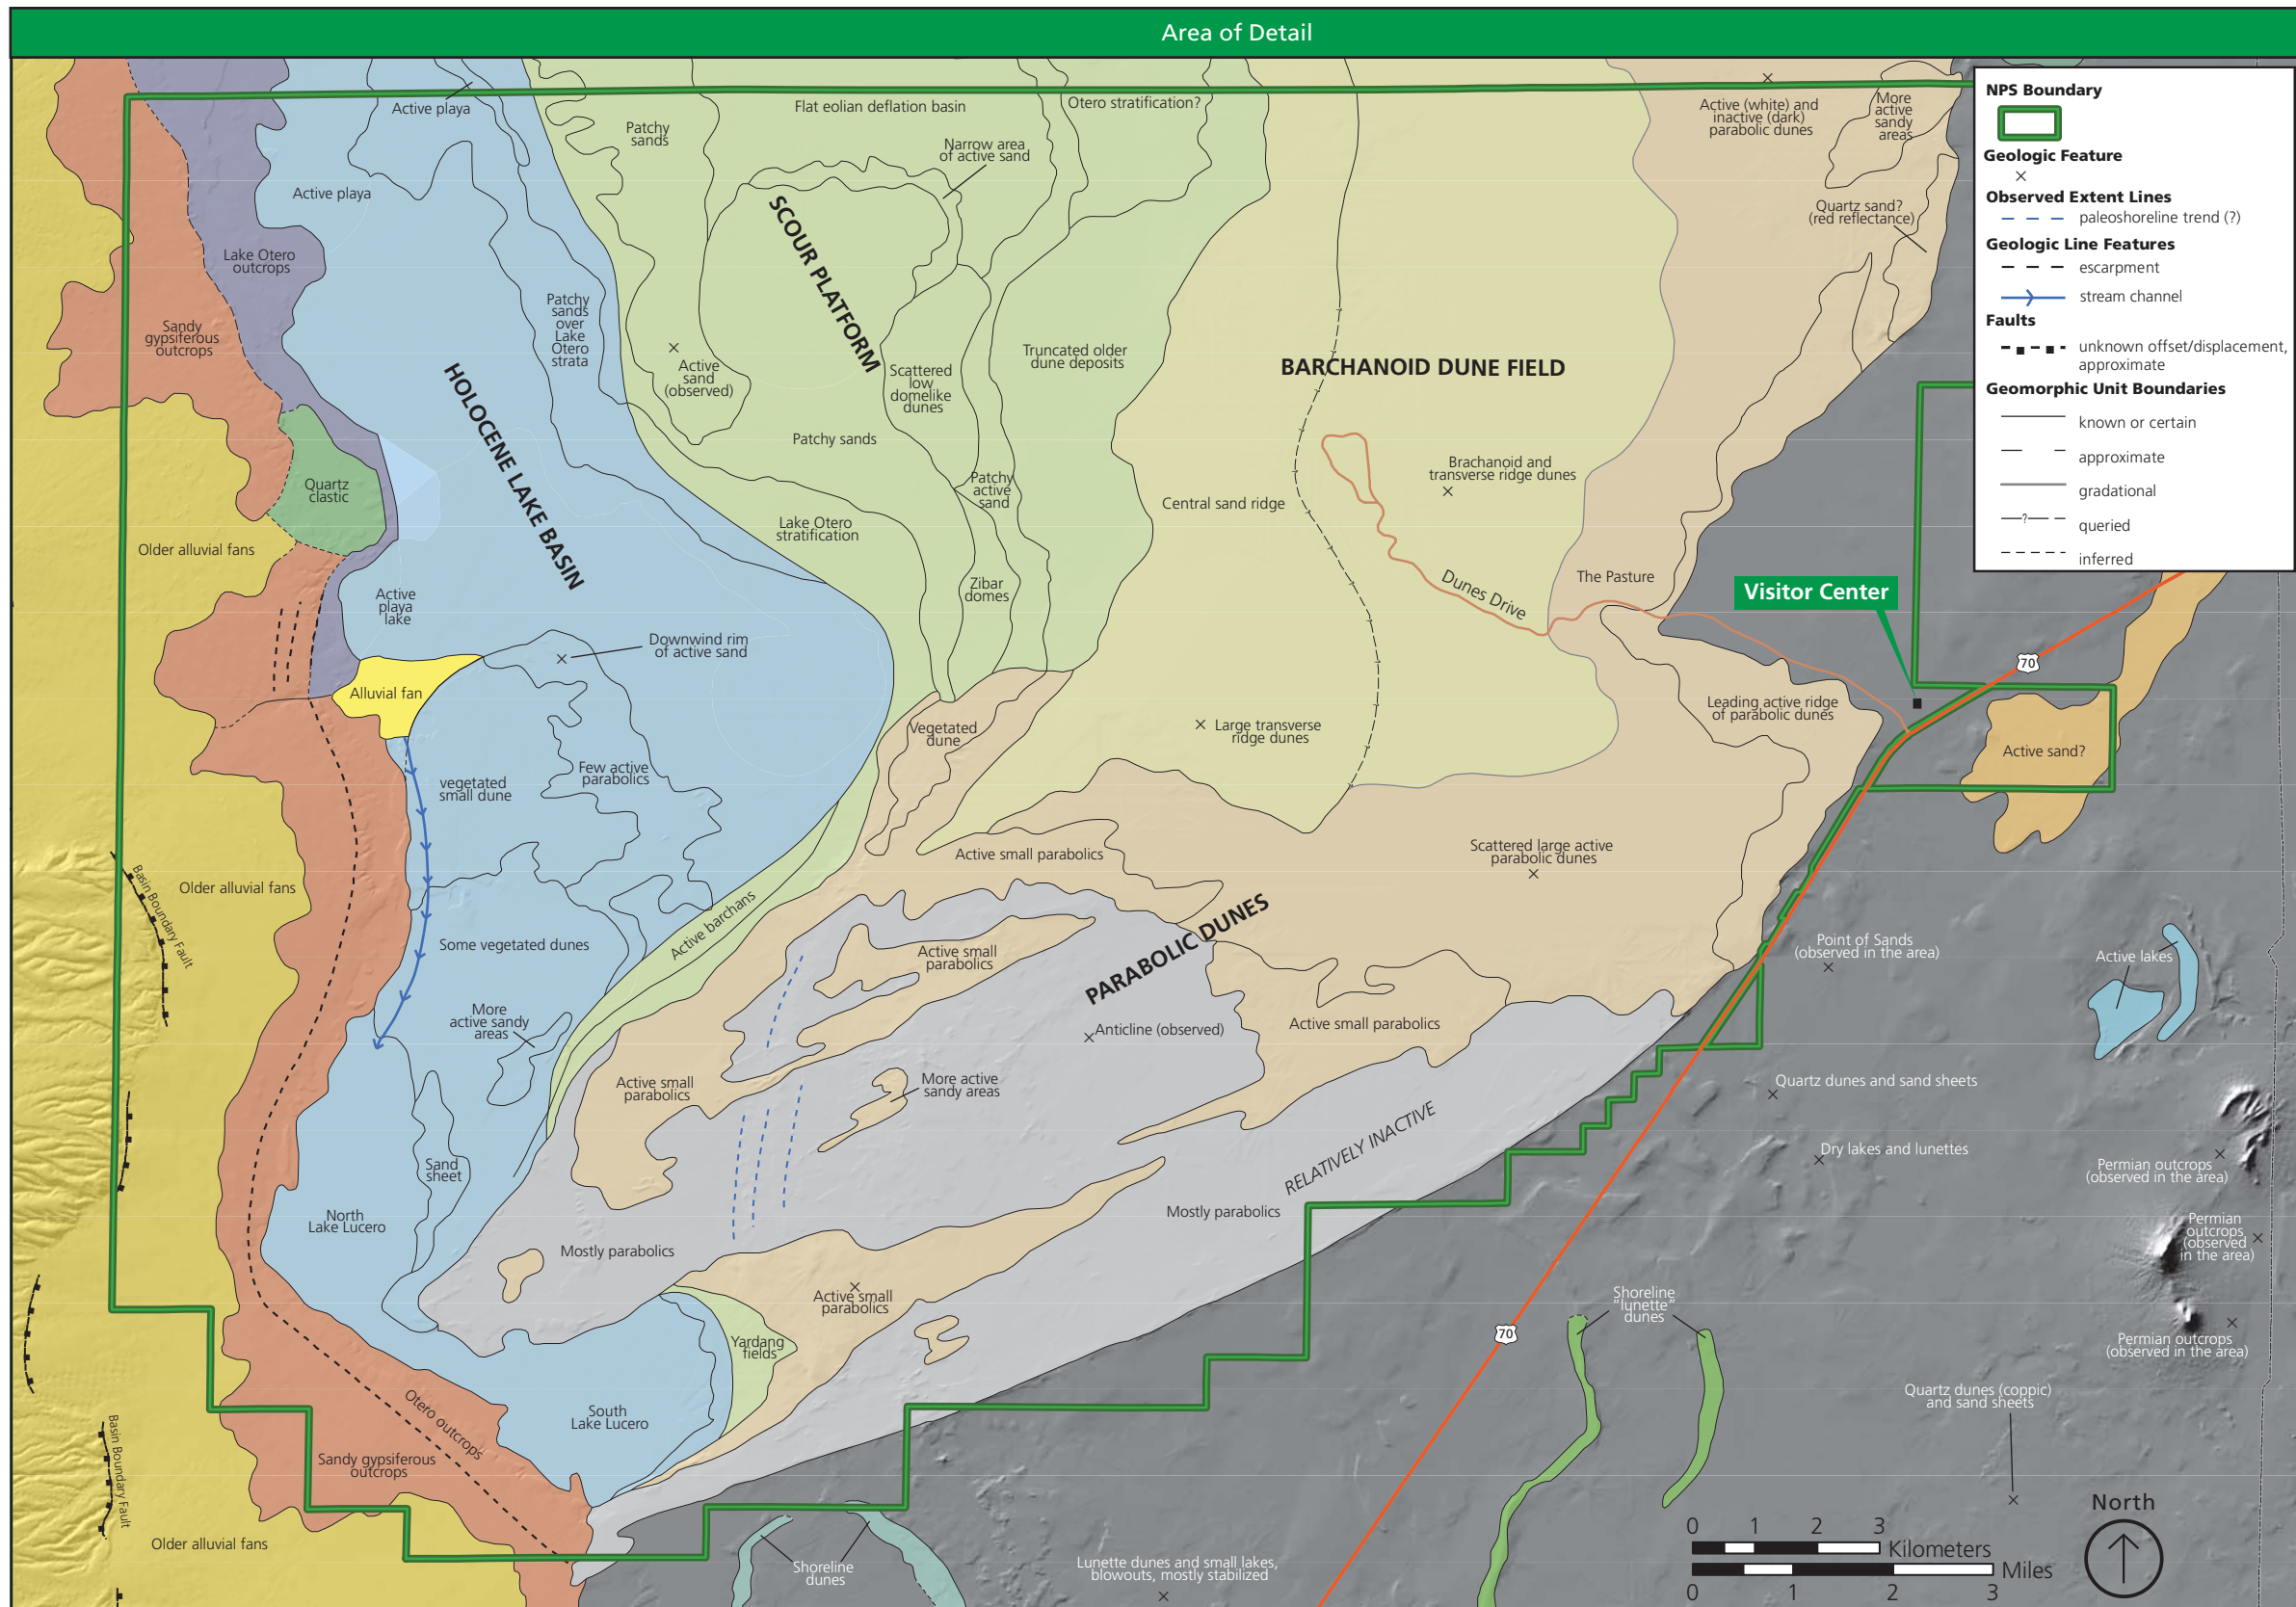 Area of Detail
NPS Boundary
Geologic Feature
Observed Extent Lines
paleoshoreline trend (?)
Geologic Line Features
escarpment
stream channel
Faults
unknown offset/displacement,
approximate
Geomorphic Unit Boundaries
known or certain
approximate
gradational
?
queried
inferred
Active playa
Patchy
sands
Flat eolian deflation basin
Otero stratification?
Active (white) and
inactive (dark)
parabolic dunes
More
active
sandy
areas
Narrow area
of active sand
Active playa
Quartz sand?
(red reflectance)
Lake Otero
outcrops
SCOUR PLATFORM
Sandy
gypsiferous
outcrops
Patchy
sands
over
Lake
Otero
strata
Active
sand
(observed)
Scattered
low
domelike
dunes
Truncated older
dune deposits
BARCHANOID DUNE FIELD
HOLOCENE LAKE BASIN
Patchy sands
Quartz
clastic
Patchy
active
sand
Central sand ridge
Brachanoid and
transverse ridge dunes
Lake Otero
stratification
Older alluvial fans
Active
playa
lake
Zibar
domes
Dunes Drive
The Pasture
Visitor Center
Downwind rim
of active sand
70
Alluvial fan
Vegetated
dune
Large transverse
ridge dunes
Leading active ridge
of parabolic dunes
Active sand?
vegetated
small dune
Few active
parabolics
Active small parabolics
Scattered large active
parabolic dunes
Basin Boundary Fault
Older alluvial fans
Active barchans
Some vegetated dunes
Active small
parabolics
PARABOLIC DUNES
Point of Sands
(observed in the area)
Active lakes
More
active sandy
areas
Anticline (observed)
Active small parabolics
Active small
parabolics
More active
sandy areas
Quartz dunes and sand sheets
RELATIVELY INACTIVE
Dry lakes and lunettes
Sand
sheet
Permian outcrops
(observed in the area)
North
Lake Lucero
Mostly parabolics
Mostly parabolics
Permian
outcrops
(observed
in the area)
Active small
parabolics
Shoreline
"lunette"
dunes
70
Yardang
fields
Permian outcrops
(observed in the area)
Otero outcrops
South
Lake Lucero
Quartz dunes (coppic)
and sand sheets
Basin Boundary Fault
Sandy gypsiferous
outcrops
Older alluvial fans
Shoreline
dunes
Lunette dunes and small lakes,
blowouts, mostly stabilized
North
0 1 2 3
Kilometers
Miles
0 1 2 3